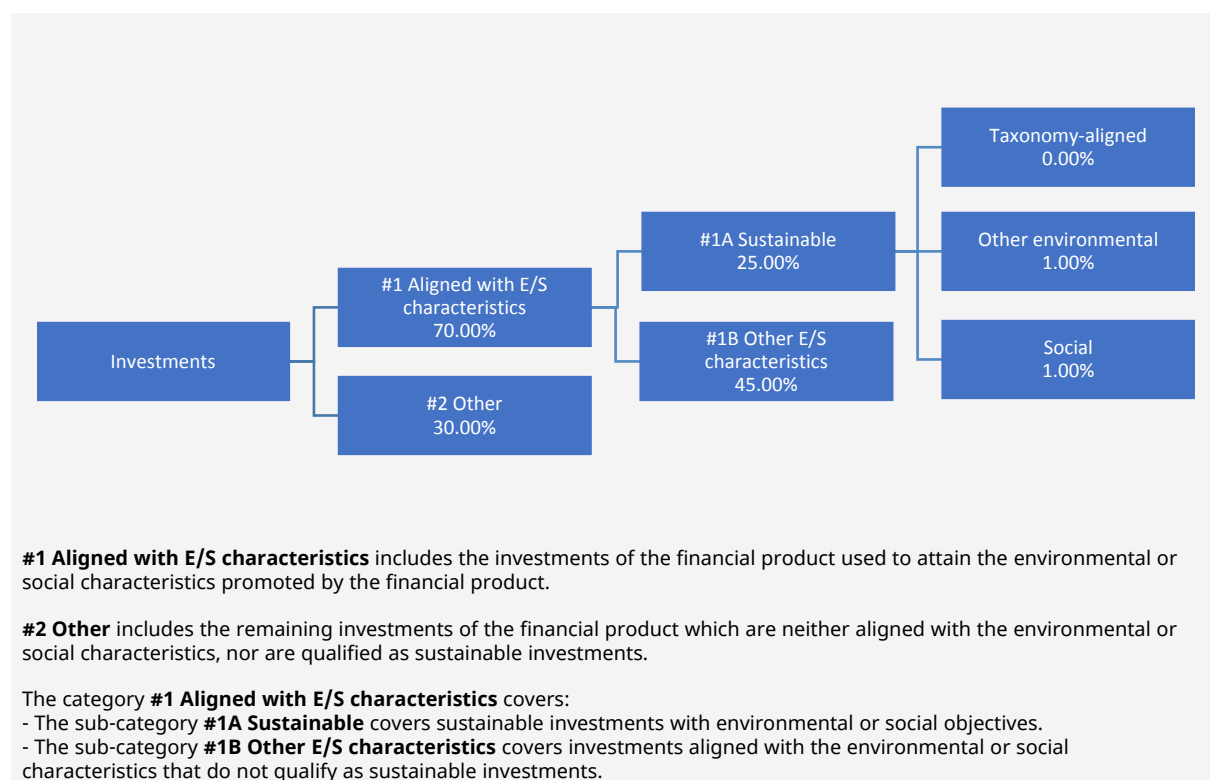 Investments
#1 Aligned with E/S
characteristics
70.00%
#2 Other
30.00%
#1A Sustainable
25.00%
#1B Other E/S
characteristics
45.00%
Taxonomy-aligned
0.00%
Other environmental
1.00%
Social
1.00%
#1 Aligned with E/S characteristics includes the investments of the financial product used to attain the environmental or
social characteristics promoted by the financial product.
#2 Other includes the remaining investments of the financial product which are neither aligned with the environmental or
social characteristics, nor are qualified as sustainable investments.
The category #1 Aligned with E/S characteristics covers:
- The sub-category #1A Sustainable covers sustainable investments with environmental or social objectives.
- The sub-category #1B Other E/S characteristics covers investments aligned with the environmental or social
characteristics that do not qualify as sustainable investments.